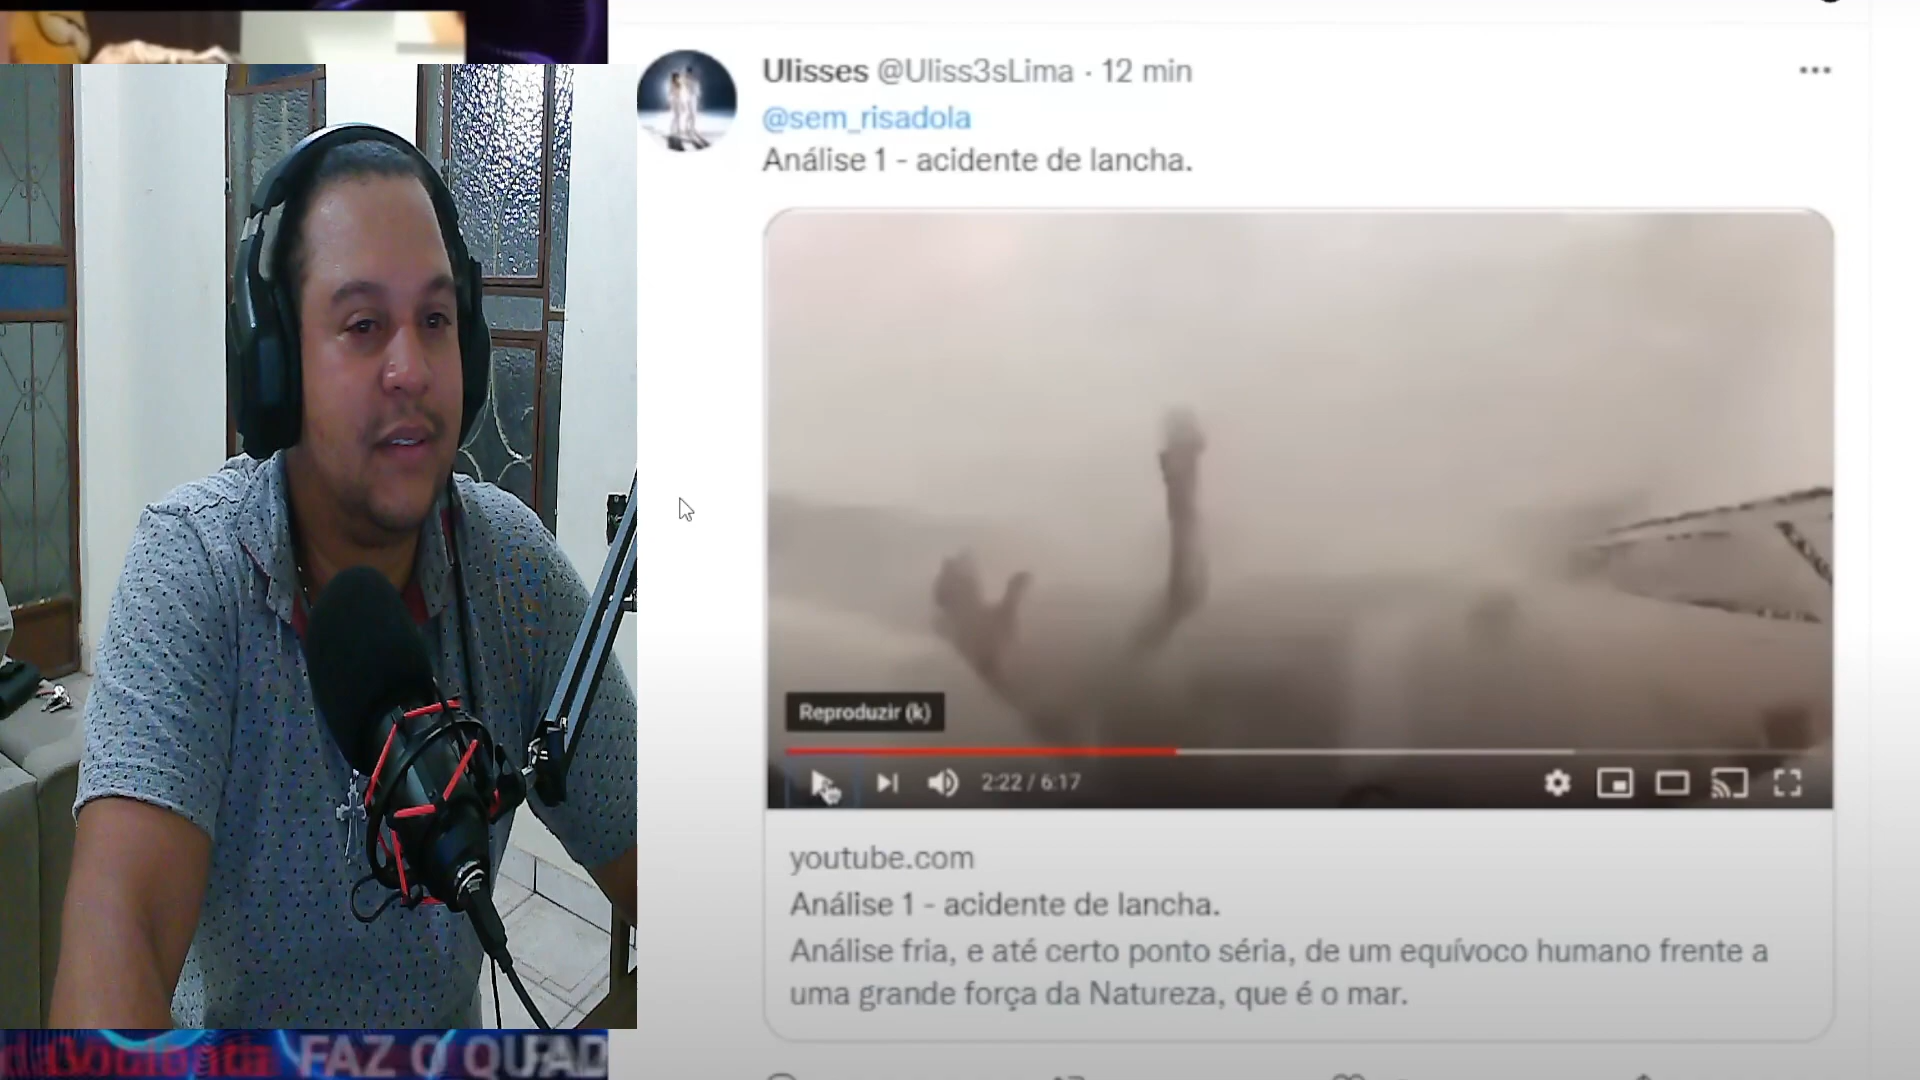 Ulisses @Uliss3sLima · 12 min
@sem_risadola
Análise 1 - acidente de lancha.
Reproduzir (k)
2:22 / 6:17
youtube.com
Análise 1 - acidente de lancha.
Análise fria, e até certo ponto séria, de um equívoco humano frente a
uma grande força da Natureza, que é o mar.
FAZ O